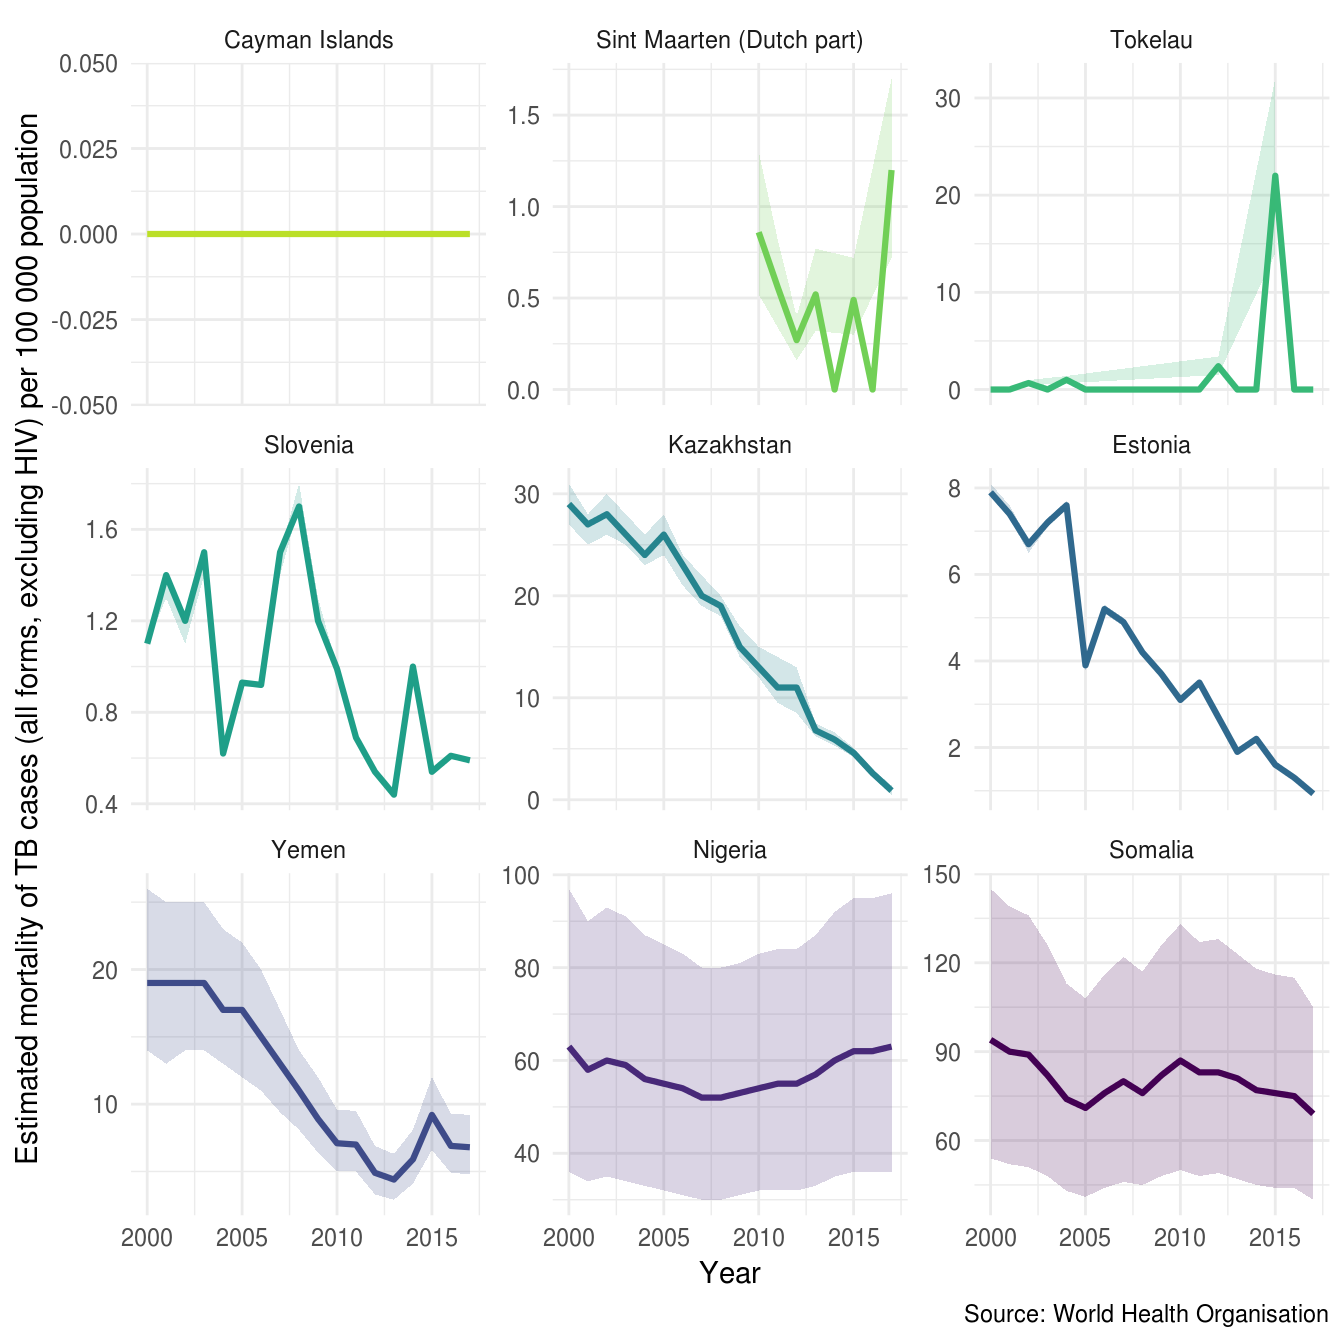 Cayman Islands
Sint Maarten (Dutch part)
Tokelau
0.050
0.025
0.000
-0.025
-0.050
1.5
1.0
0.5
0.0
30
20
10
0
Slovenia
Kazakhstan
Estonia
1.6
1.2
0.8
0.4
30
20
10
0
8
6
4
2
Yemen
Nigeria
Somalia
20
10
100
80
60
40
150
120
90
60
2000 2005 2010 2015
2000 2005 2010 2015
2000 2005 2010 2015
Estimated mortality of TB cases (all forms, excluding HIV) per 100 000 population
Year
Source: World Health Organisation